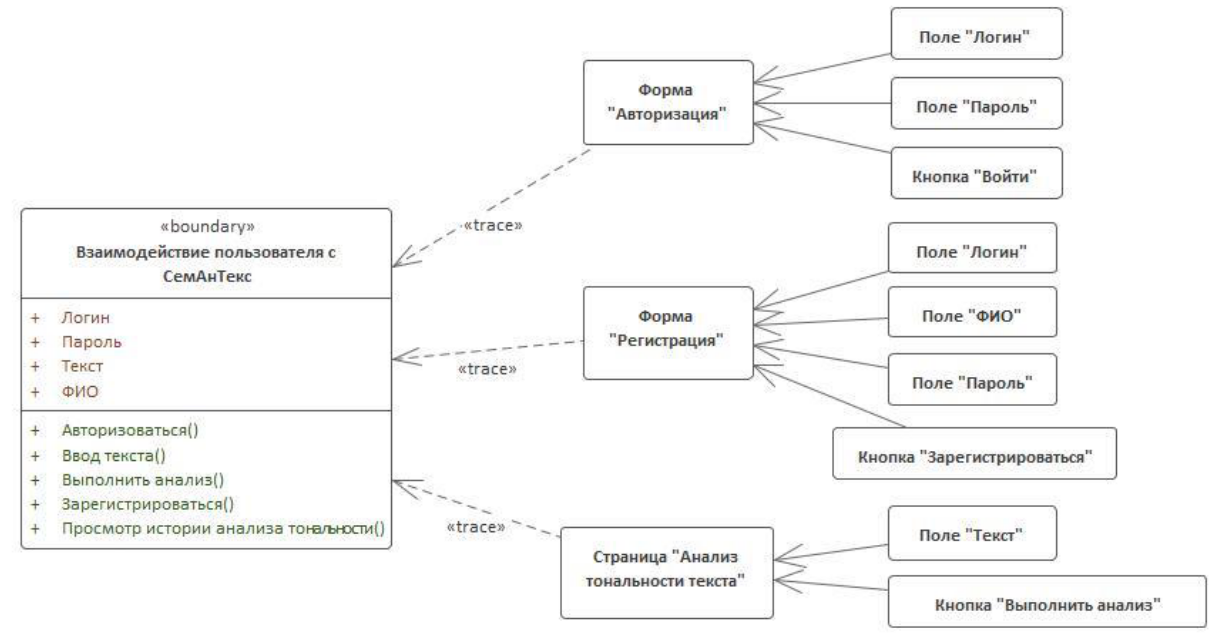 «boundary»
Взаимодействие пользователя с
СемАнТекс
+ Логин
+ Пароль
+ Текст
+ ФИО
+ Авторизоваться()
+ Ввод текста()
+ Выполнить анализ()
+ Зарегистрироваться()
+ Просмотр истории анализа тональности()
«trace»
«trace»
«trace»
Форма
"Авторизация"
Поле "Логин"
Поле "Пароль"
Кнопка "Войти"
Форма
"Регистрация"
Поле "Логин"
Поле "ФИО"
Поле "Пароль"
Кнопка "Зарегистрироваться"
Страница "Анализ
тональности текста"
Поле "Текст"
Кнопка "Выполнить анализ"